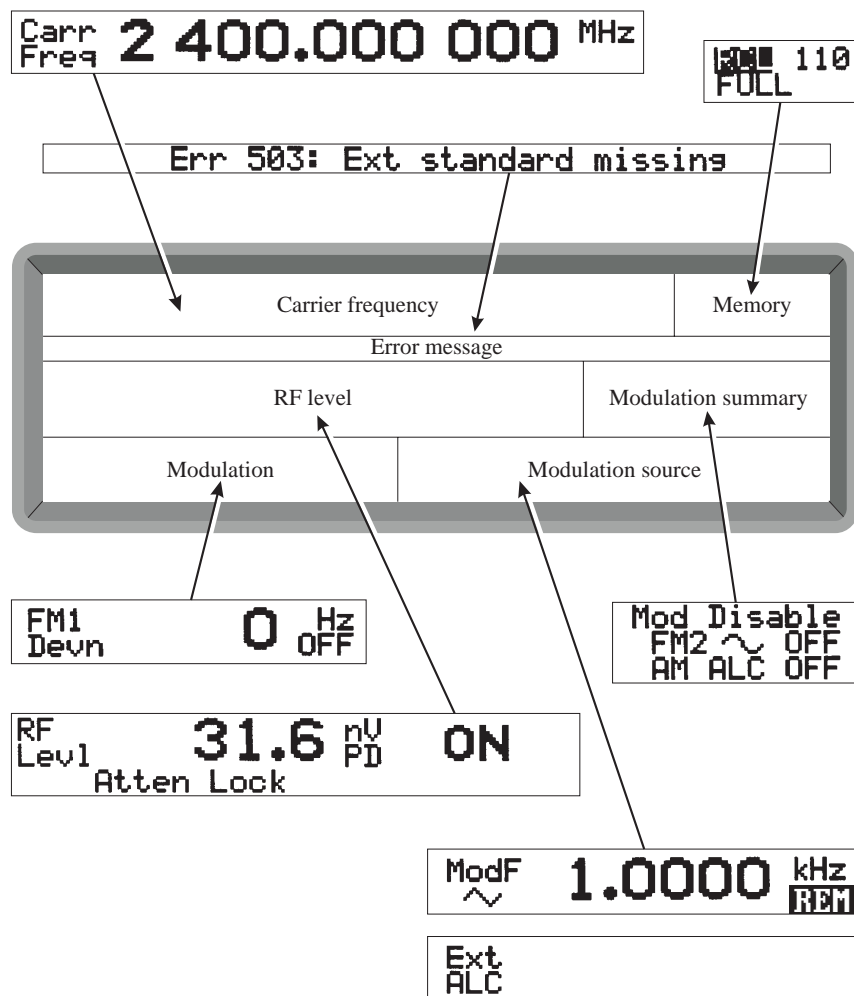 Carr
Freq 2 400.000 000 MHz
110
FULL
Err 503: Ext standard missing
Carrier frequency
Memory
Error message
RF level
Modulation summary
Modulation
Modulation source
FM1
Devn 0 Hz
OFF
Mod Disable
FM2 OFF
AM ALC OFF
RF
Levl 31.6 nV
PD ON
Atten Lock
ModF 1.0000 kHz
REM
Ext
ALC